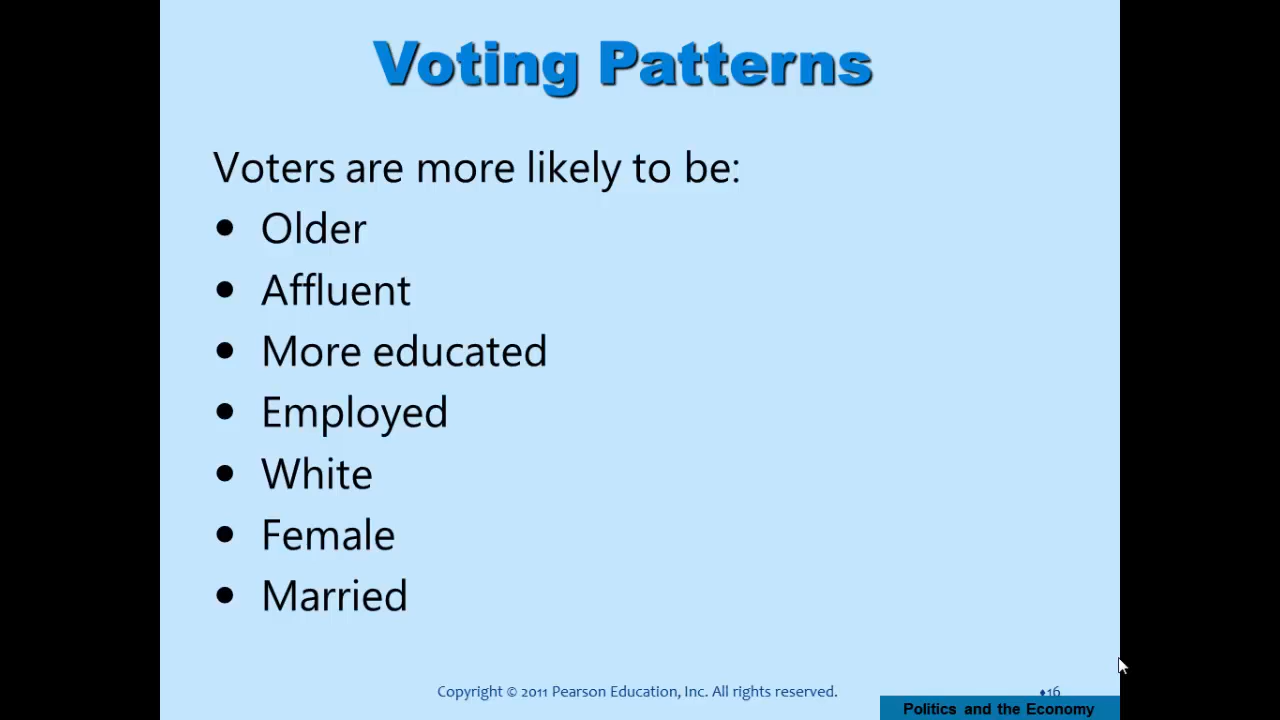 Voting Patterns
Voters are more likely to be:
• Older
• Affluent
• More educated
• Employed
• White
• Female
• Married
Copyright © 2011 Pearson Education, Inc. All rights reserved.
♦16
Politics and the Economy